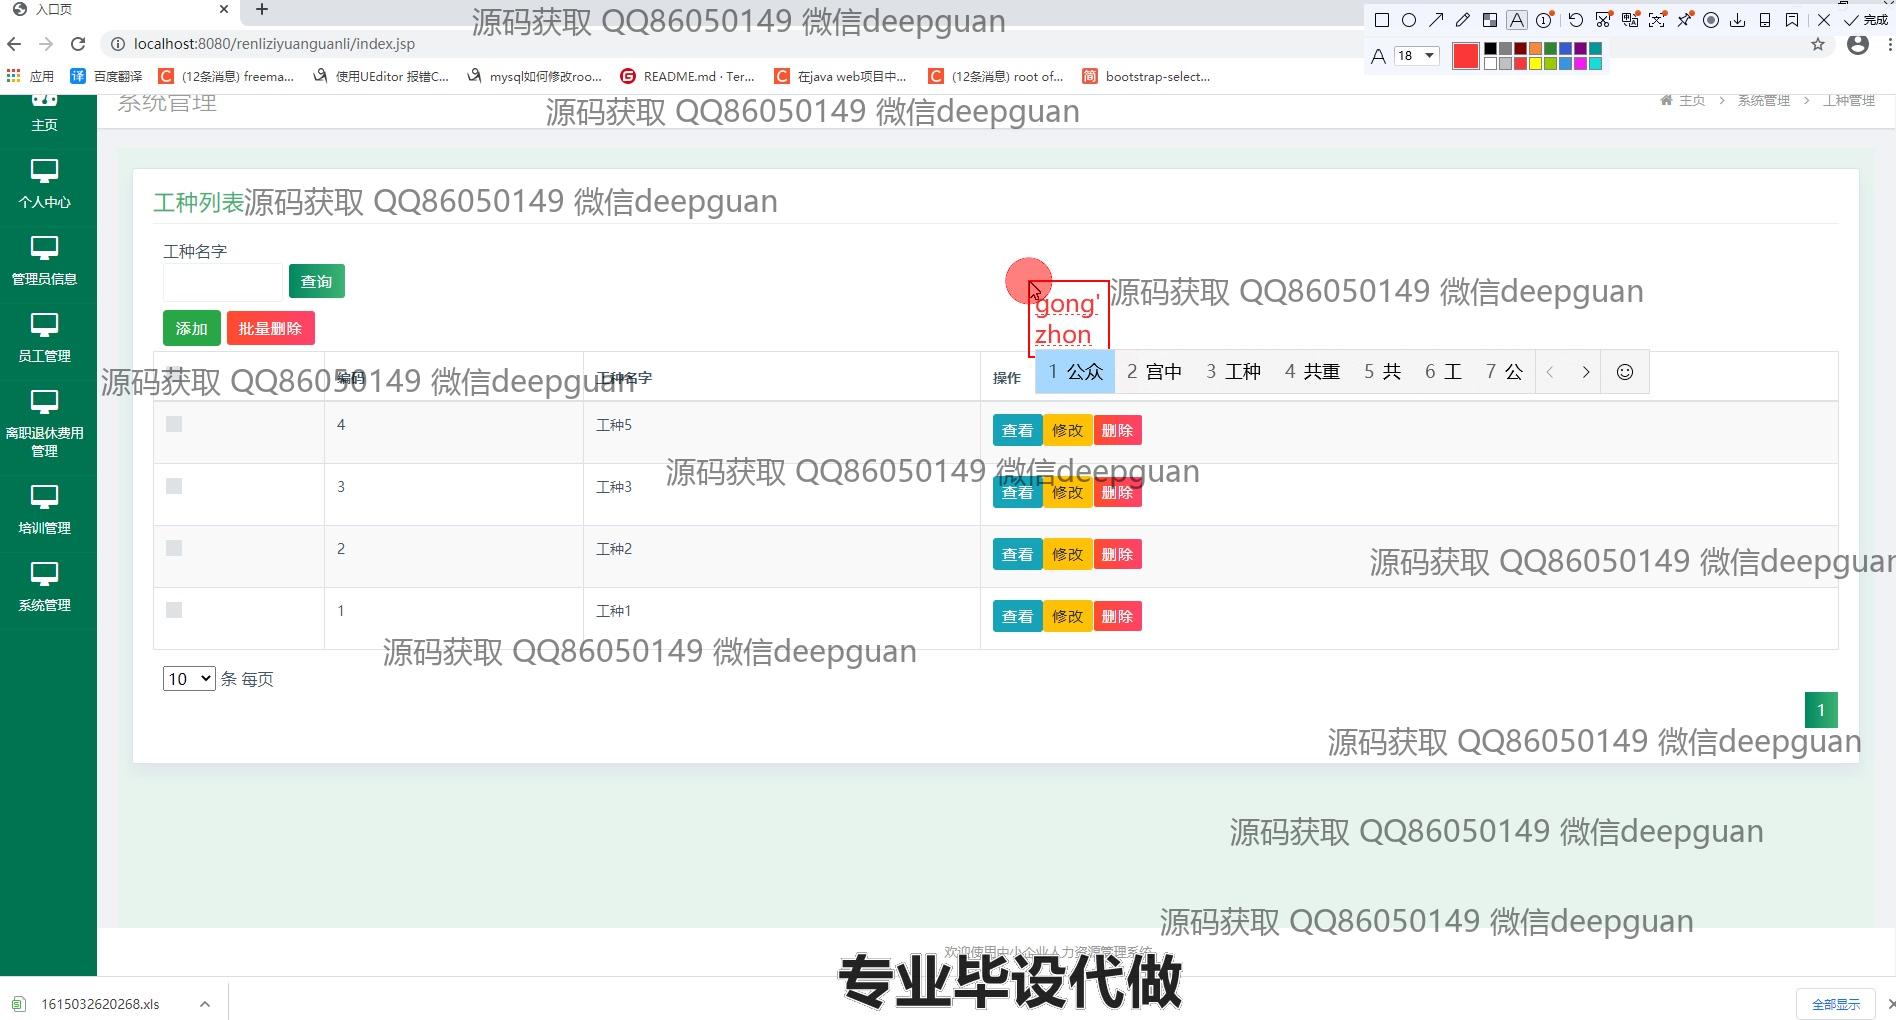 入口页
源码获取 QQ86050149 微信deepguan
完成
localhost:8080/renliziyuanguanli/index.jsp
18
应用 百度翻译 (12条消息) freema... 使用UEditor 报错C... mysql如何修改roo... README.md · Ter... 在java web项目中... (12条消息) root of... bootstrap-select...
系统管理
源码获取 QQ86050149 微信deepguan
主页 > 系统管理 > 工种管理
主页
个人中心
管理员信息
员工管理
离职退休费用
管理
培训管理
系统管理
工种列表
源码获取 QQ86050149 微信deepguan
工种名字
查询
gong'
zhon
源码获取 QQ86050149 微信deepguan
添加 批量删除
1 公众 2 宫中 3 工种 4 共重 5 共 6 工 7 公
编码 工种名字 操作
源码获取 QQ86050149 微信deepguan
4 工种5 查看 修改 删除
源码获取 QQ86050149 微信deepguan
3 工种3 查看 修改 删除
2 工种2 查看 修改 删除
源码获取 QQ86050149 微信deepguan
1 工种1 查看 修改 删除
源码获取 QQ86050149 微信deepguan
10 条 每页
1
源码获取 QQ86050149 微信deepguan
源码获取 QQ86050149 微信deepguan
源码获取 QQ86050149 微信deepguan
欢迎使用中小企业人力资源管理系统
专业毕设代做
1615032620268.xls
全部显示